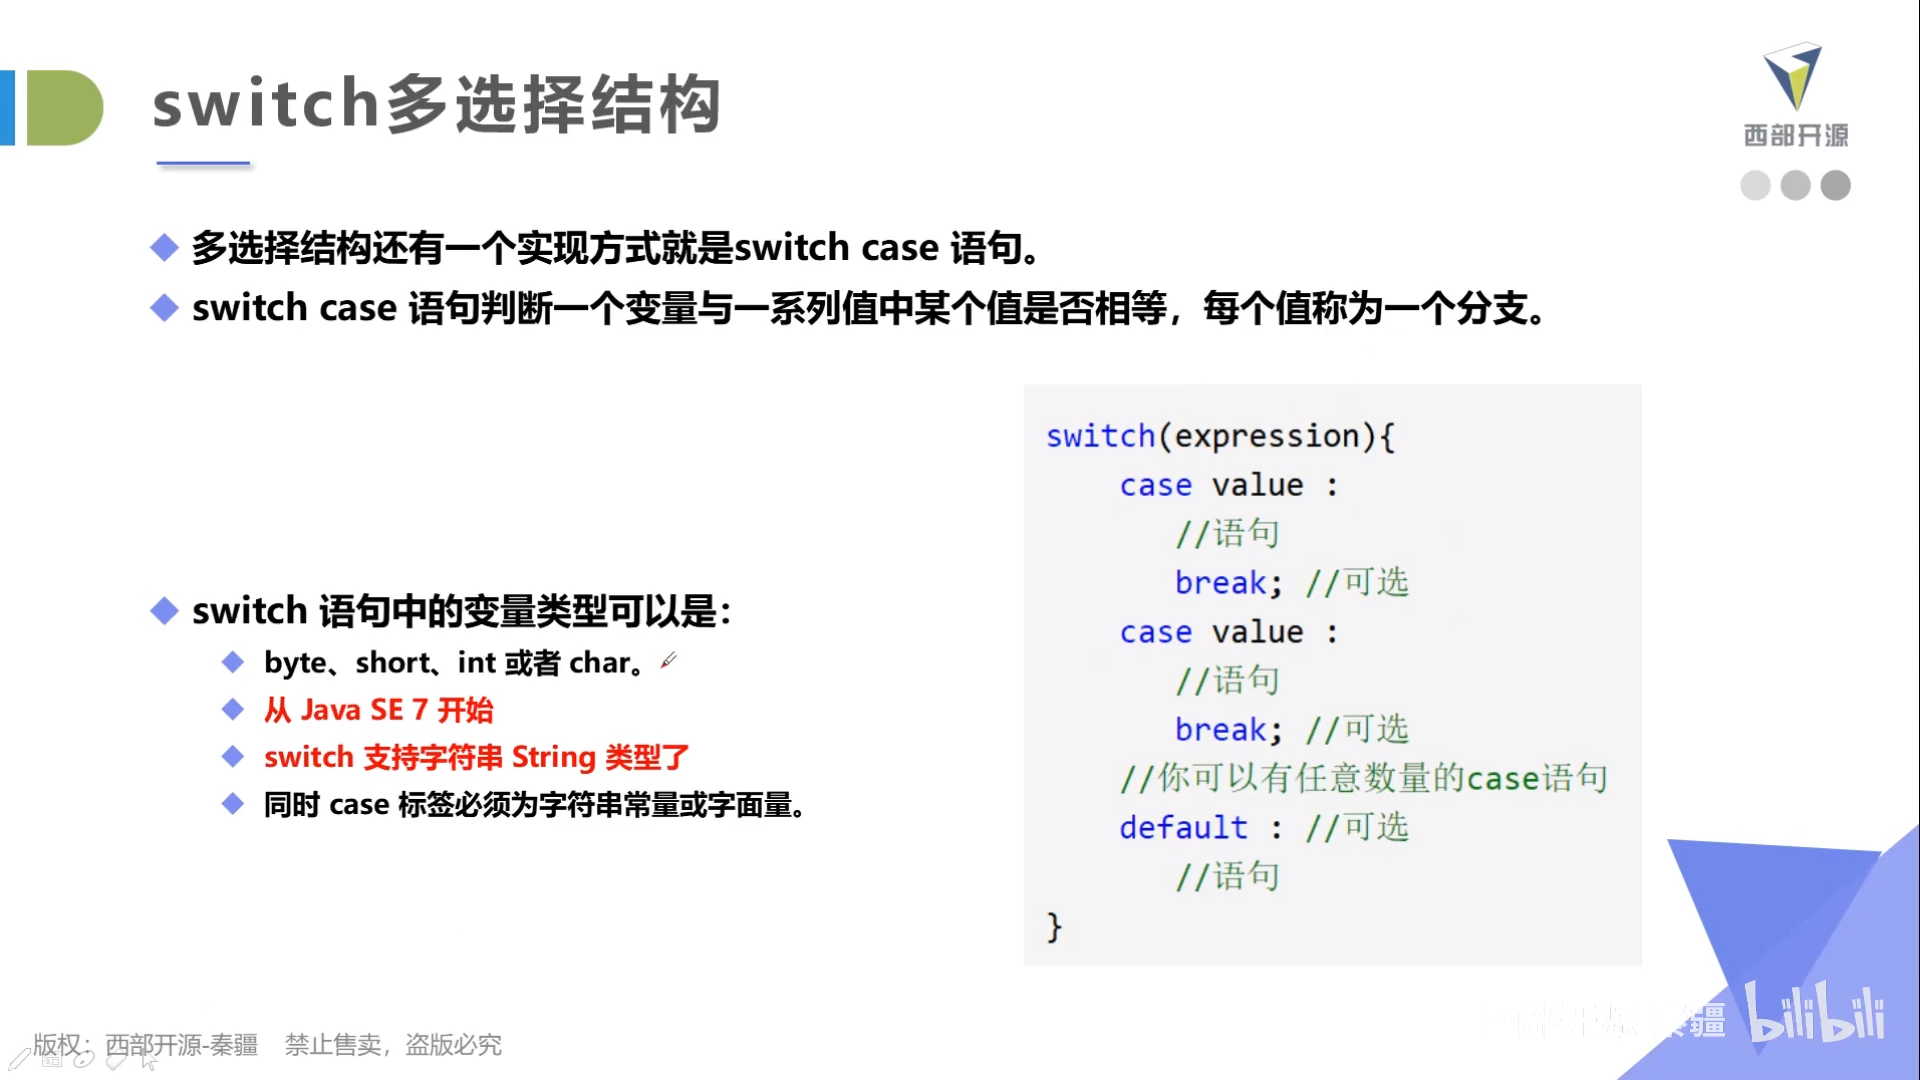 switch多选择结构
西部开源
多选择结构还有一个实现方式就是switch case 语句。
switch case 语句判断一个变量与一系列值中某个值是否相等，每个值称为一个分支。
switch 语句中的变量类型可以是：
byte、short、int 或者 char。
从 Java SE 7 开始
switch 支持字符串 String 类型了
同时 case 标签必须为字符串常量或字面量。
switch(expression){
case value :
//语句
break; //可选
case value :
//语句
break; //可选
//你可以有任意数量的case语句
default : //可选
//语句
}
疆 bilibili
版权：西部开源-秦疆 禁止售卖，盗版必究